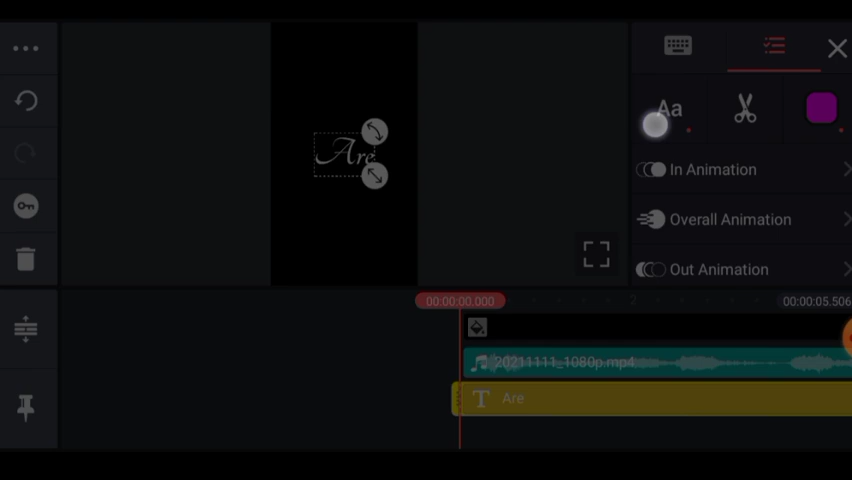 Are
Aa
In Animation
Overall Animation
Out Animation
00:00:00.000
2
00:00:05.506
20211111_1080p.mp4
T Are